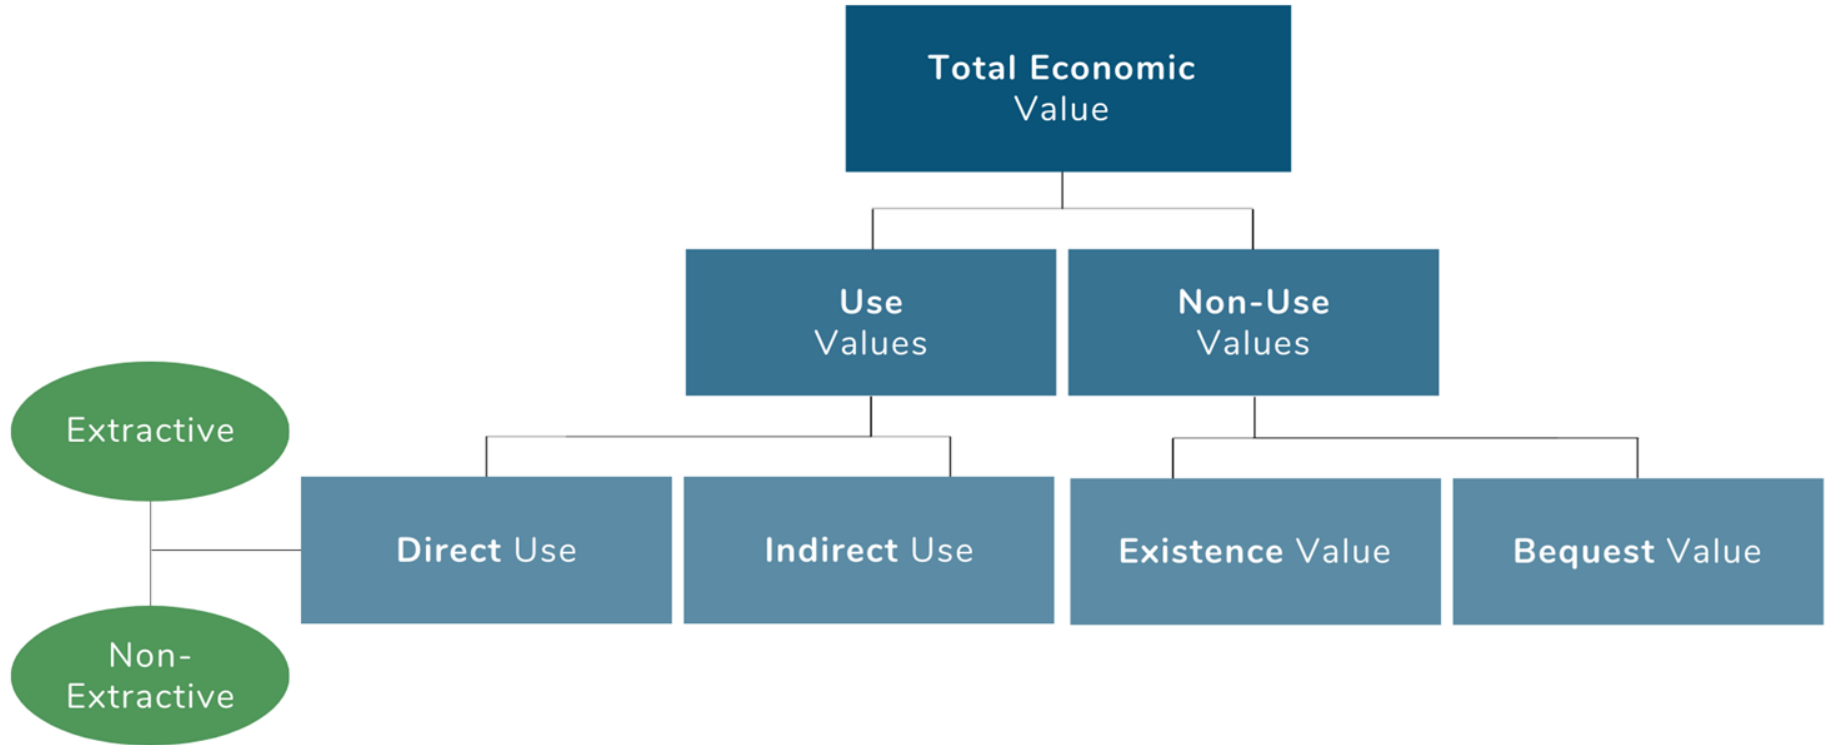 Total Economic
Value
Use
Values
Non-Use
Values
Extractive
Direct Use
Indirect Use
Existence Value
Bequest Value
Non-
Extractive